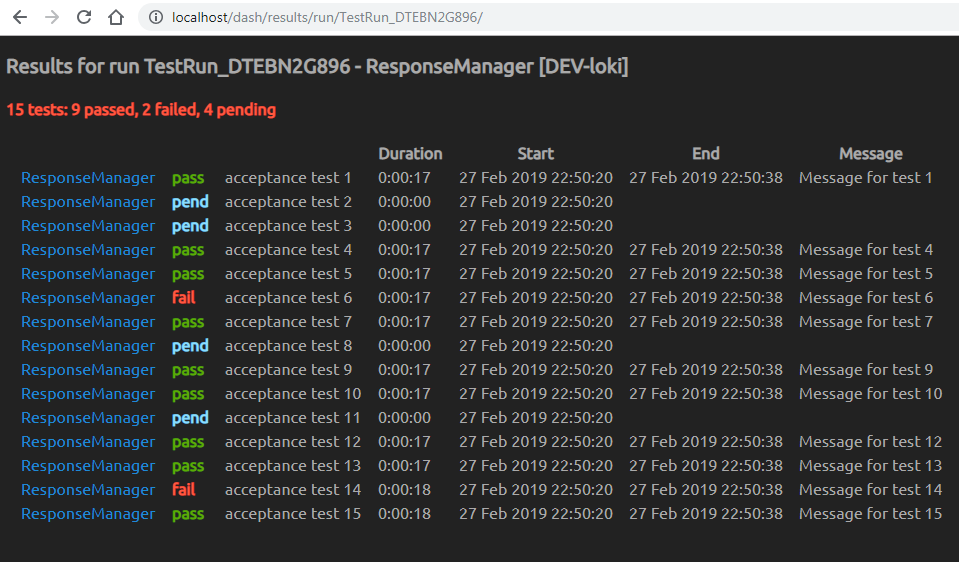 localhost/dash/results/run/TestRun_DTEBN2G896/
Results for run TestRun_DTEBN2G896 - ResponseManager [DEV-loki]
15 tests: 9 passed, 2 failed, 4 pending
Duration Start End Message
ResponseManager pass acceptance test 1 0:00:17 27 Feb 2019 22:50:20 27 Feb 2019 22:50:38 Message for test 1
ResponseManager pend acceptance test 2 0:00:00 27 Feb 2019 22:50:20
ResponseManager pend acceptance test 3 0:00:00 27 Feb 2019 22:50:20
ResponseManager pass acceptance test 4 0:00:17 27 Feb 2019 22:50:20 27 Feb 2019 22:50:38 Message for test 4
ResponseManager pass acceptance test 5 0:00:17 27 Feb 2019 22:50:20 27 Feb 2019 22:50:38 Message for test 5
ResponseManager fail acceptance test 6 0:00:17 27 Feb 2019 22:50:20 27 Feb 2019 22:50:38 Message for test 6
ResponseManager pass acceptance test 7 0:00:17 27 Feb 2019 22:50:20 27 Feb 2019 22:50:38 Message for test 7
ResponseManager pend acceptance test 8 0:00:00 27 Feb 2019 22:50:20
ResponseManager pass acceptance test 9 0:00:17 27 Feb 2019 22:50:20 27 Feb 2019 22:50:38 Message for test 9
ResponseManager pass acceptance test 10 0:00:17 27 Feb 2019 22:50:20 27 Feb 2019 22:50:38 Message for test 10
ResponseManager pend acceptance test 11 0:00:00 27 Feb 2019 22:50:20
ResponseManager pass acceptance test 12 0:00:17 27 Feb 2019 22:50:20 27 Feb 2019 22:50:38 Message for test 12
ResponseManager pass acceptance test 13 0:00:17 27 Feb 2019 22:50:20 27 Feb 2019 22:50:38 Message for test 13
ResponseManager fail acceptance test 14 0:00:18 27 Feb 2019 22:50:20 27 Feb 2019 22:50:38 Message for test 14
ResponseManager pass acceptance test 15 0:00:18 27 Feb 2019 22:50:20 27 Feb 2019 22:50:38 Message for test 15